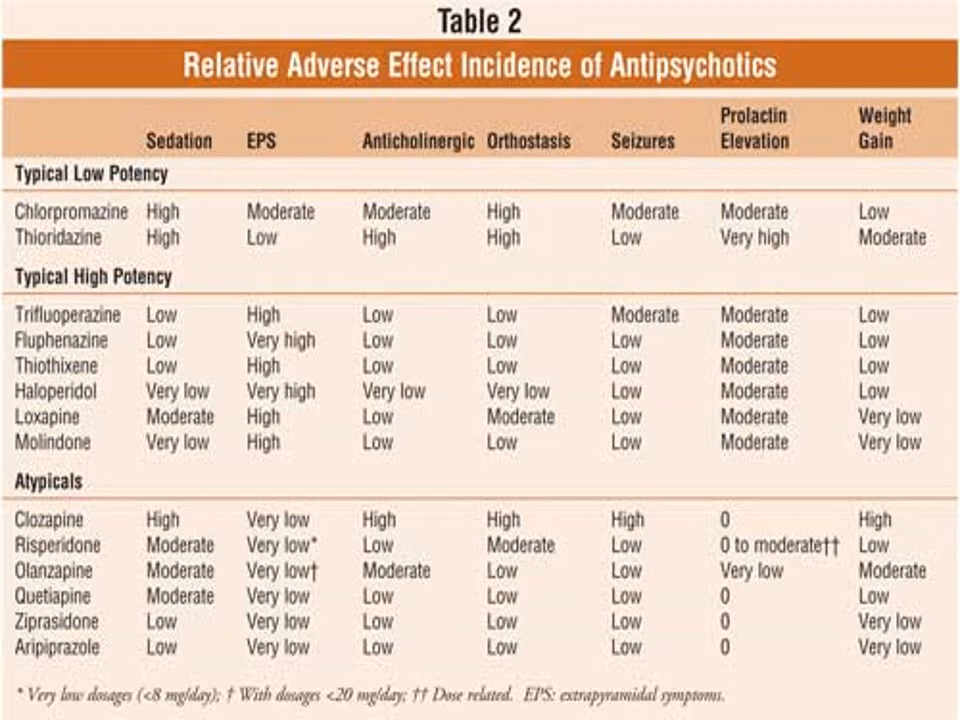 Table 2
Relative Adverse Effect Incidence of Antipsychotics
Sedation EPS Anticholinergic Orthostasis Seizures Prolactin Elevation Weight Gain
Typical Low Potency
Chlorpromazine High Moderate Moderate High Moderate Moderate Low
Thioridazine High Low High High Low Very high Moderate
Typical High Potency
Trifluoperazine Low High Low Low Moderate Moderate Low
Fluphenazine Low Very high Low Low Low Moderate Low
Thiothixene Low High Low Low Low Moderate Low
Haloperidol Very low Very high Very low Very low Low Moderate Low
Loxapine Moderate High Low Moderate Low Moderate Very low
Molindone Very low High Low Low Low Moderate Very low
Atypicals
Clozapine High Very low High High High 0 High
Risperidone Moderate Very low* Low Moderate Low 0 to moderate†† Low
Olanzapine Moderate Very low† Moderate Low Low Very low Moderate
Quetiapine Moderate Very low Low Low Low 0 Low
Ziprasidone Low Very low Low Low Low 0 Very low
Aripiprazole Low Very low Low Low Low 0 Very low
* Very low dosages (<8 mg/day); † With dosages <20 mg/day; †† Dose related. EPS: extrapyramidal symptoms.